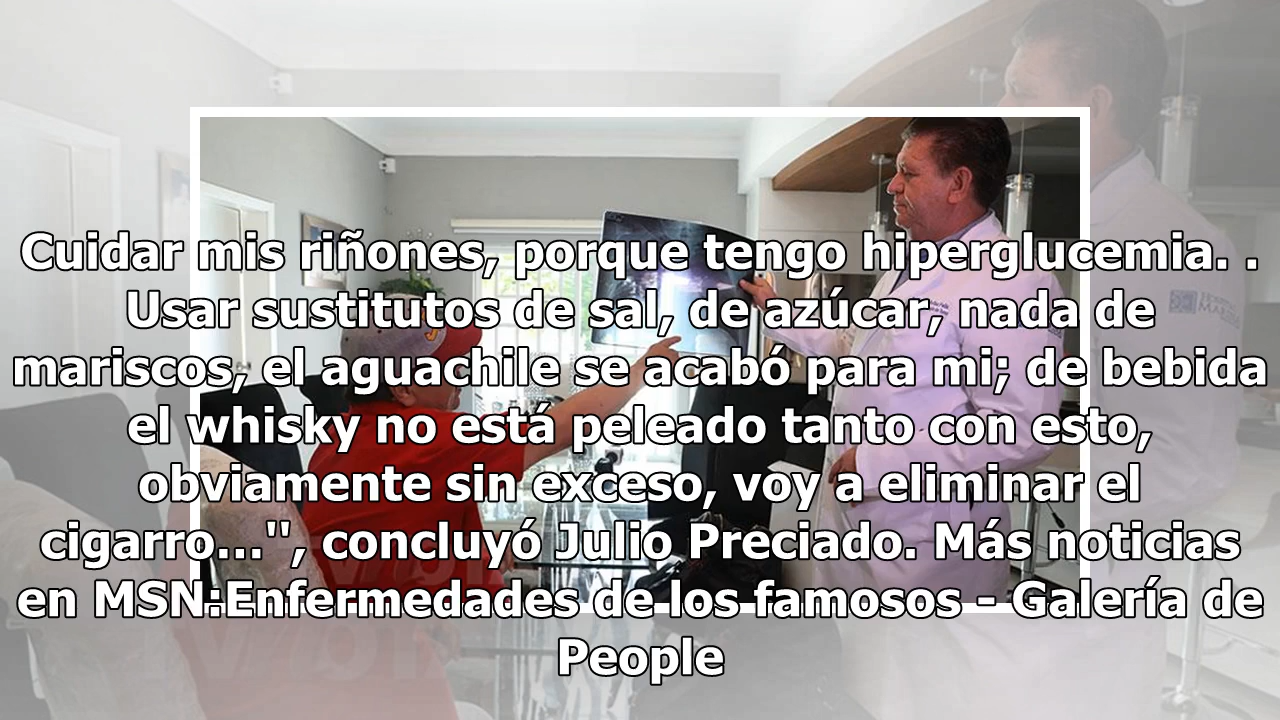 Cuidar mis riñones, porque tengo hiperglucemia. .
Usar sustitutos de sal, de azúcar, nada de
mariscos, el aguachile se acabó para mi; de bebida
el whisky no está peleado tanto con esto,
obviamente sin exceso, voy a eliminar el
cigarro...", concluyó Julio Preciado. Más noticias
en MSN:Enfermedades de los famosos - Galería de
People